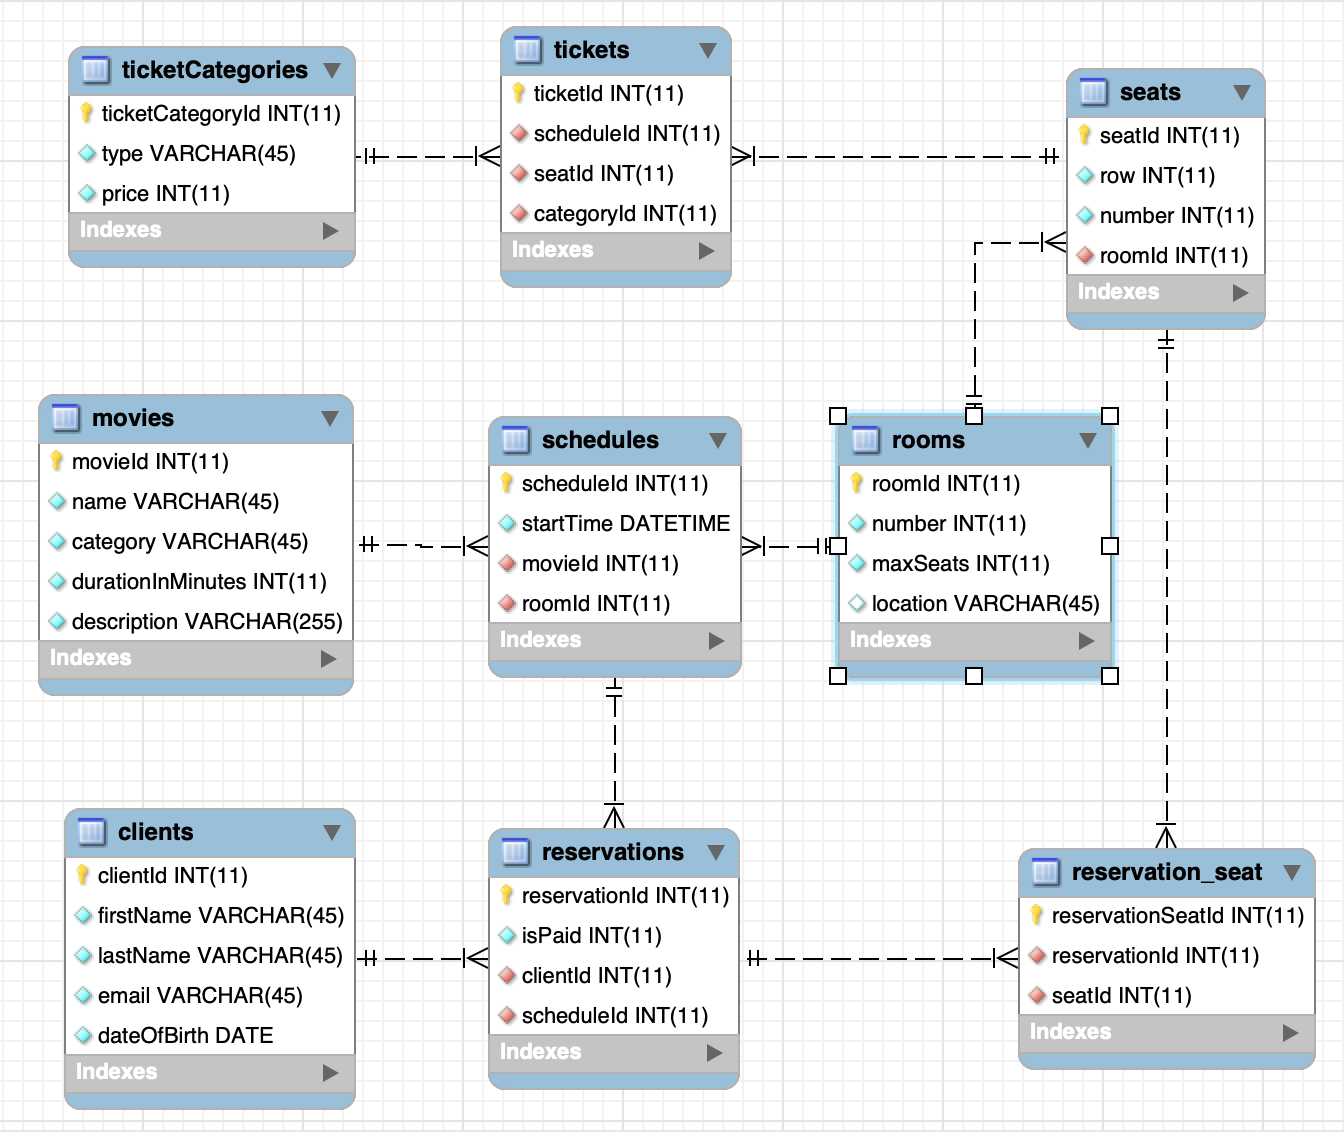 ticketCategories
ticketCategoryId INT(11)
type VARCHAR(45)
price INT(11)
Indexes
tickets
ticketId INT(11)
scheduleId INT(11)
seatId INT(11)
categoryId INT(11)
Indexes
seats
seatId INT(11)
row INT(11)
number INT(11)
roomId INT(11)
Indexes
movies
movieId INT(11)
name VARCHAR(45)
category VARCHAR(45)
durationInMinutes INT(11)
description VARCHAR(255)
Indexes
schedules
scheduleId INT(11)
startTime DATETIME
movieId INT(11)
roomId INT(11)
Indexes
rooms
roomId INT(11)
number INT(11)
maxSeats INT(11)
location VARCHAR(45)
Indexes
clients
clientId INT(11)
firstName VARCHAR(45)
lastName VARCHAR(45)
email VARCHAR(45)
dateOfBirth DATE
Indexes
reservations
reservationId INT(11)
isPaid INT(11)
clientId INT(11)
scheduleId INT(11)
Indexes
reservation_seat
reservationSeatId INT(11)
reservationId INT(11)
seatId INT(11)
Indexes